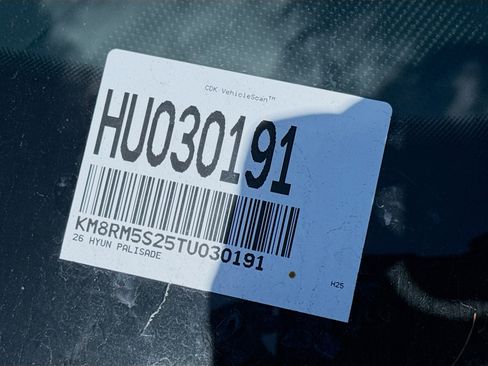 CDK VehicleScan™
HU030191
KM8RM5S25TU030191
26 HYUN PALISADE
H25